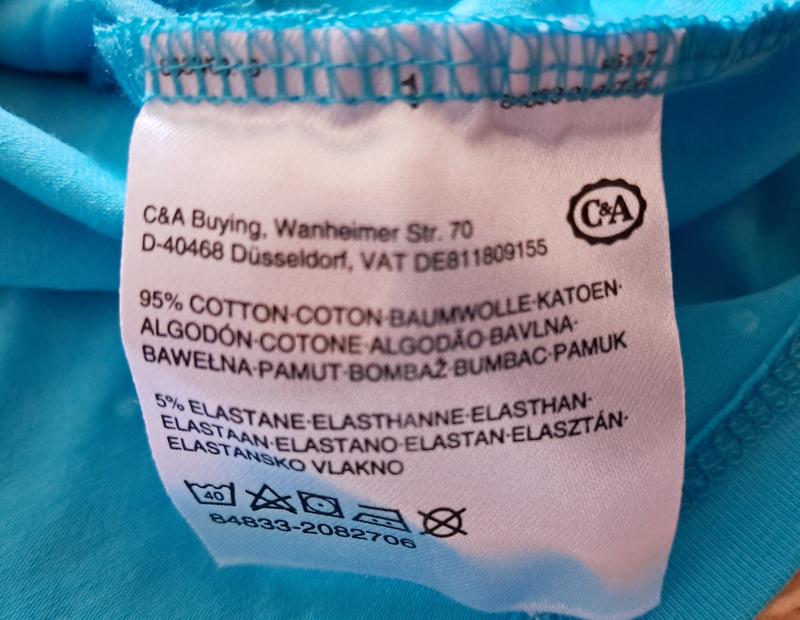 C&A
C&A Buying, Wanheimer Str. 70
D-40468 Düsseldorf, VAT DE811809155
95% COTTON·COTON·BAUMWOLLE·KATOEN·
ALGODÓN·COTONE·ALGODÃO·BAVLNA·
BAWEŁNA·PAMUT·BOMBAŽ·BUMBAC·PAMUK
5% ELASTANE·ELASTHANNE·ELASTHAN·
ELASTAAN·ELASTANO·ELASTAN·ELASZTÁN·
ELASTANSKO VLAKNO
40
84833-2082706